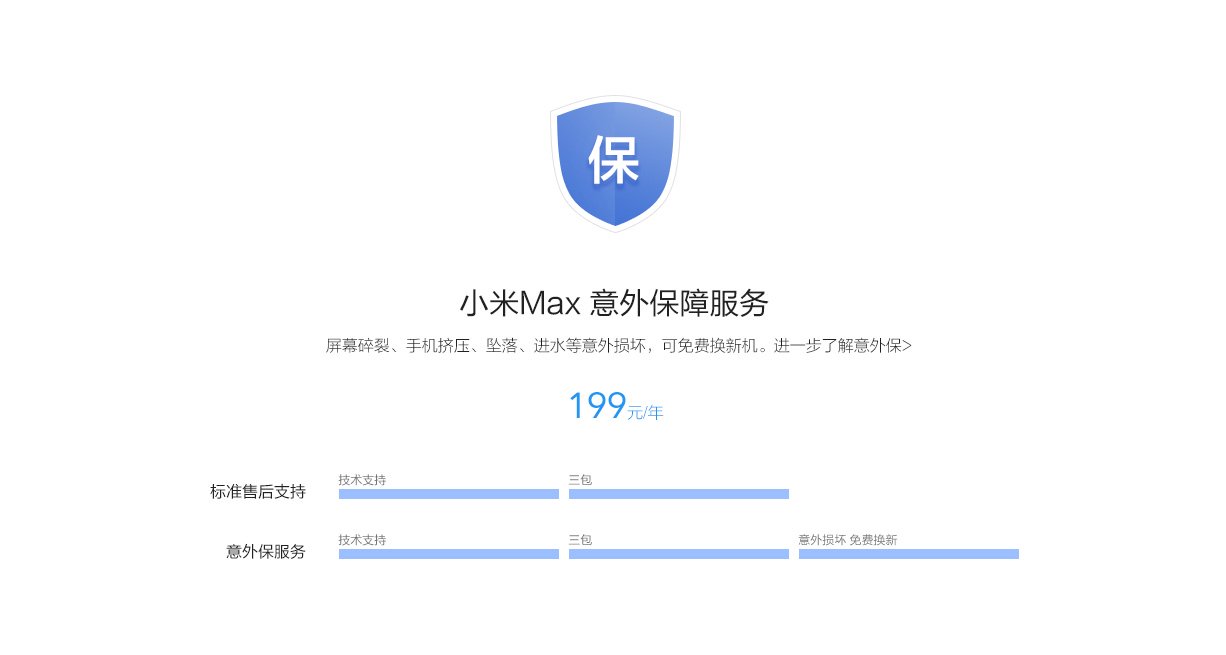 保
小米Max 意外保障服务
屏幕碎裂、手机挤压、坠落、进水等意外损坏，可免费换新机。进一步了解意外保>
199元/年
技术支持 三包
标准售后支持
技术支持 三包 意外损坏 免费换新
意外保服务